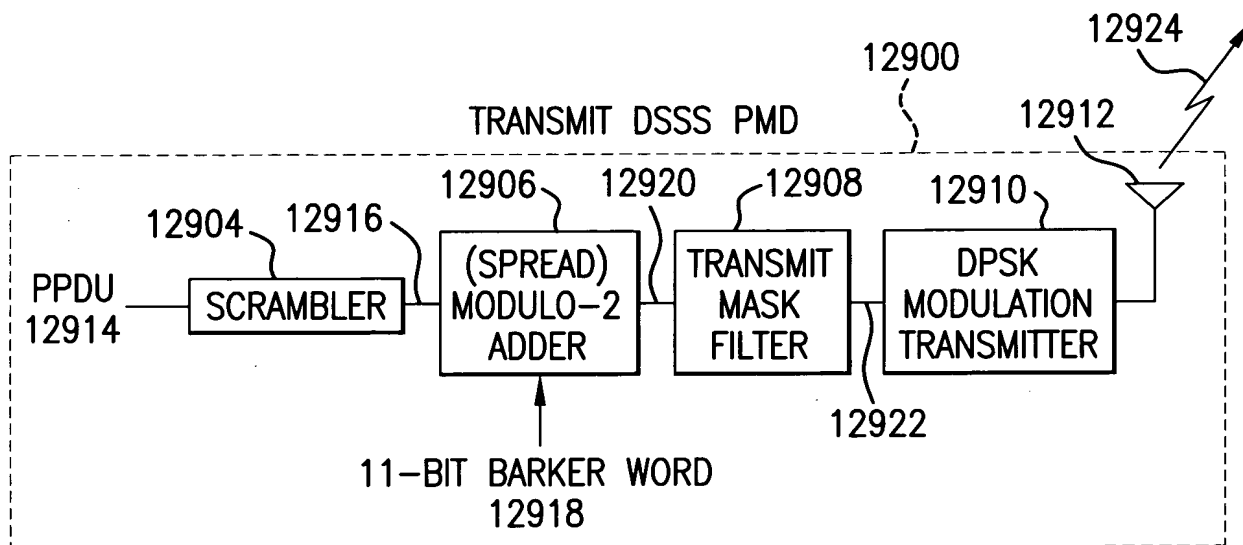 12924
12900
TRANSMIT DSSS PMD
12912
12906
12920
12908
12910
12904
12916
PPDU
12914
SCRAMBLER
(SPREAD)
MODULO-2
ADDER
TRANSMIT
MASK
FILTER
DPSK
MODULATION
TRANSMITTER
12922
11-BIT BARKER WORD
12918